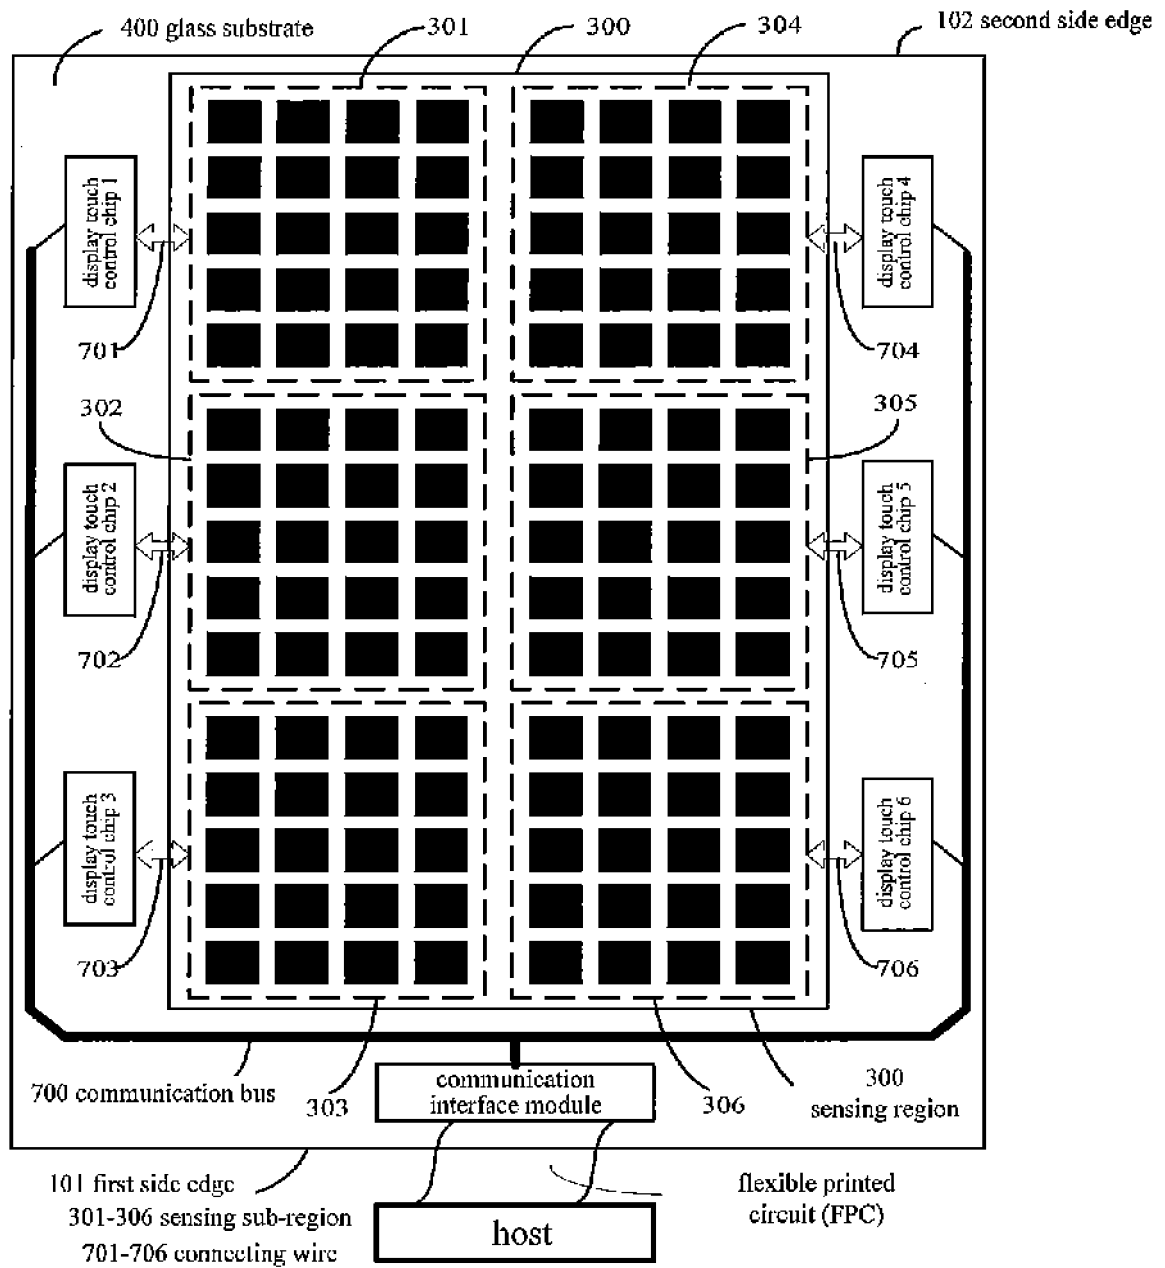 400 glass substrate
301
300
304
102 second side edge
display touch
control chip 1
display touch
control chip 4
701
704
302
305
display touch
control chip 2
display touch
control chip 5
702
705
display touch
control chip 3
display touch
control chip 6
703
706
700 communication bus
303
communication
interface module
306
300
sensing region
101 first side edge
301-306 sensing sub-region
701-706 connecting wire
host
flexible printed
circuit (FPC)